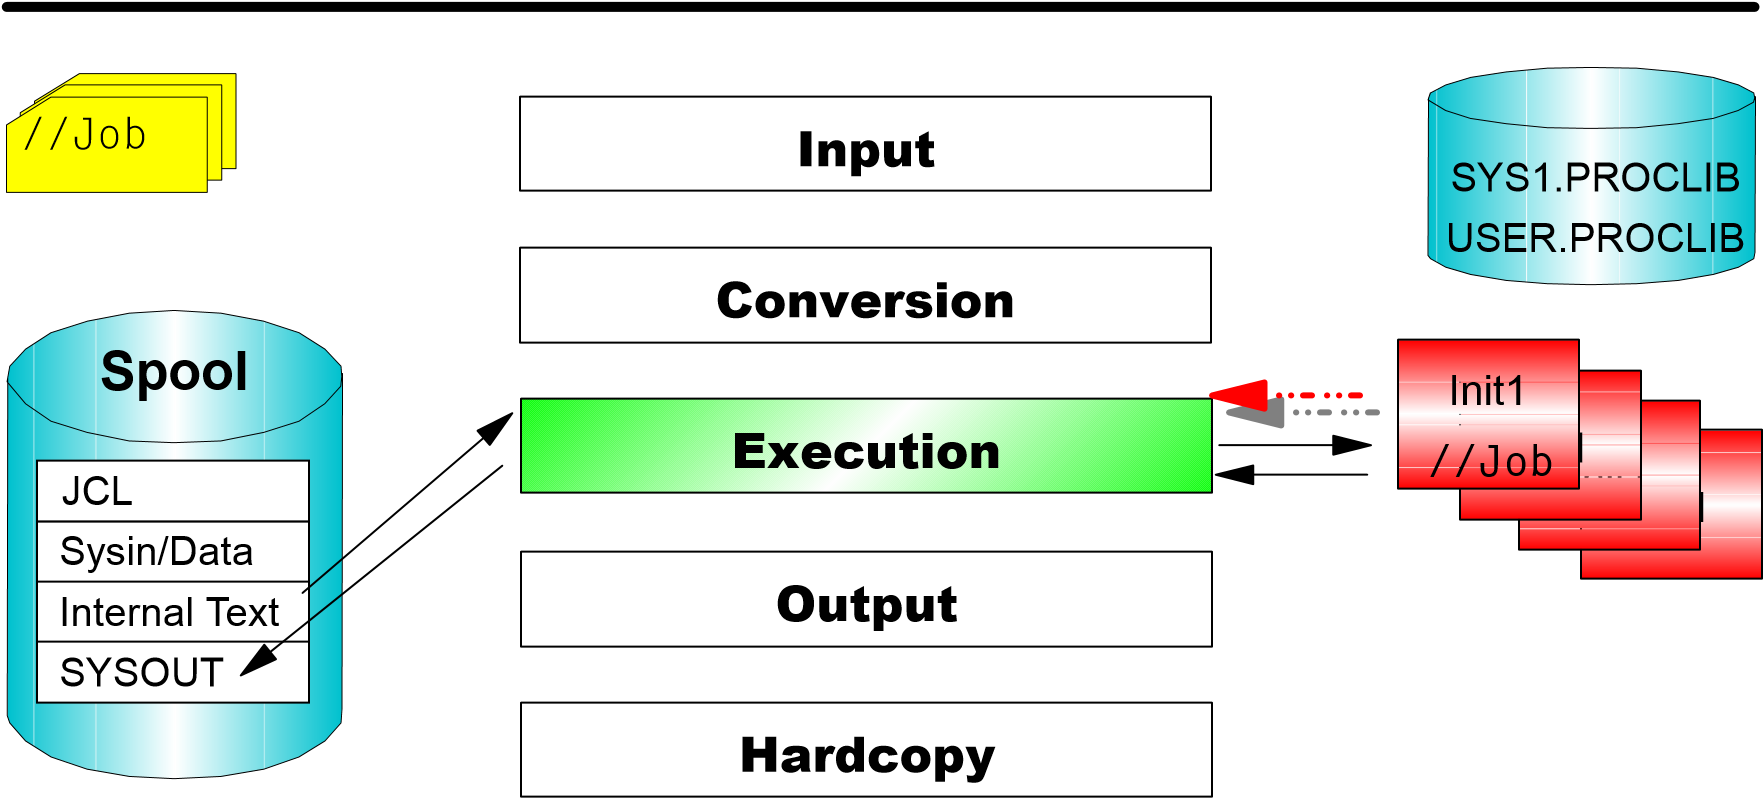 //Job
Input
SYS1.PROCLIB
USER.PROCLIB
Conversion
Spool
Init1
Execution
//Job
JCL
Sysin/Data
Internal Text
SYSOUT
Output
Hardcopy